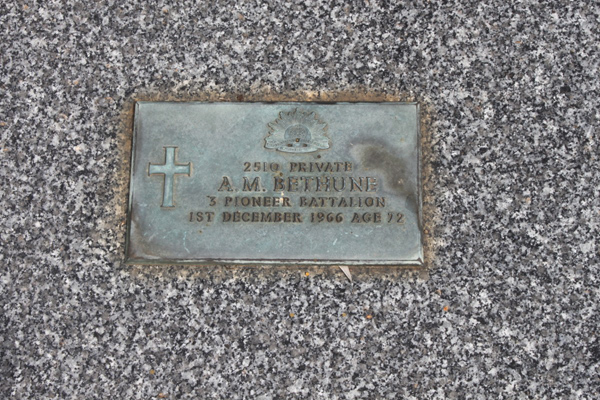 2510 PRIVATE
A.M. BETHUNE
3 PIONEER BATTALION
1ST DECEMBER 1966 AGE 72